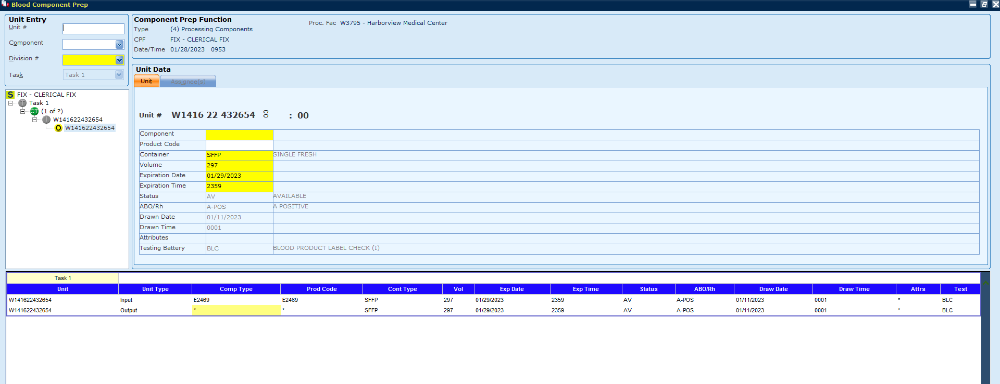 Blood Component Prep
Unit Entry
Unit #
Component
Division #
Task Task 1
Component Prep Function
Proc. Fac W3795 - Harborview Medical Center
Type (4) Processing Components
CPF FIX - CLERICAL FIX
Date/Time 01/28/2023 0953
S FIX - CLERICAL FIX
T Task 1
CT (1 of ?)
I W141622432654
O W141622432654
Unit Data
Unit Assignee(s)
Unit # W1416 22 432654 00 : 00
Component
Product Code
Container SFFP SINGLE FRESH
Volume 297
Expiration Date 01/29/2023
Expiration Time 2359
Status AV AVAILABLE
ABO/Rh A-POS A POSITIVE
Drawn Date 01/11/2023
Drawn Time 0001
Attributes
Testing Battery BLC BLOOD PRODUCT LABEL CHECK (I)
Task 1
Unit Unit Type Comp Type Prod Code Cont Type Vol Exp Date Exp Time Status ABO/Rh Draw Date Draw Time Attrs Test
W141622432654 Input E2469 E2469 SFFP 297 01/29/2023 2359 AV A-POS 01/11/2023 0001 * BLC
W141622432654 Output * * SFFP 297 01/29/2023 2359 AV A-POS 01/11/2023 0001 * BLC